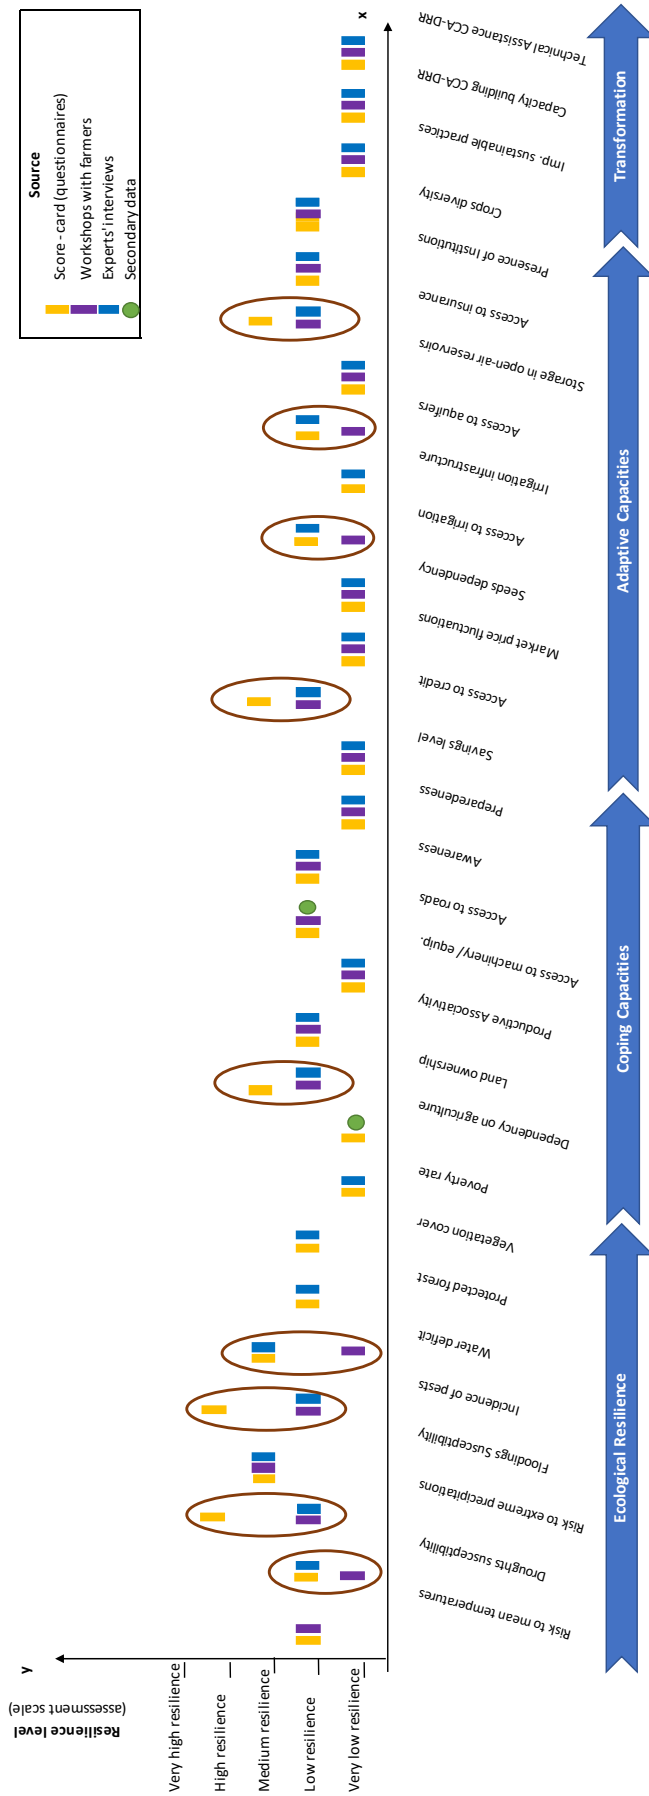 Source
Score - card (questionnaires)
Workshops with farmers
Experts' interviews
Secondary data
y
Resilience level
(assessment scale)
Very high resilience
High resilience
Medium resilience
Low resilience
Very low resilience
x
Risk to mean temperatures
Droughts susceptibility
Risk to extreme precipitations
Floodings Susceptibility
Incidence of pests
Water deficit
Protected forest
Vegetation cover
Poverty rate
Dependency on agriculture
Land ownership
Productive Associativity
Access to machinery/ equip.
Access to roads
Awareness
Preparedeness
Savings level
Access to credit
Market price fluctuations
Seeds dependency
Access to irrigation
Irrigation infrastructure
Access to aquifers
Storage in open-air-reservoirs
Access to insurance
Presence of Institutions
Crops diversity
Imp. sustainable practices
Capacity building CCA-DRR
Technical Assistance CCA-DRR
Ecological Resilience
Coping Capacities
Adaptive Capacities
Transformation